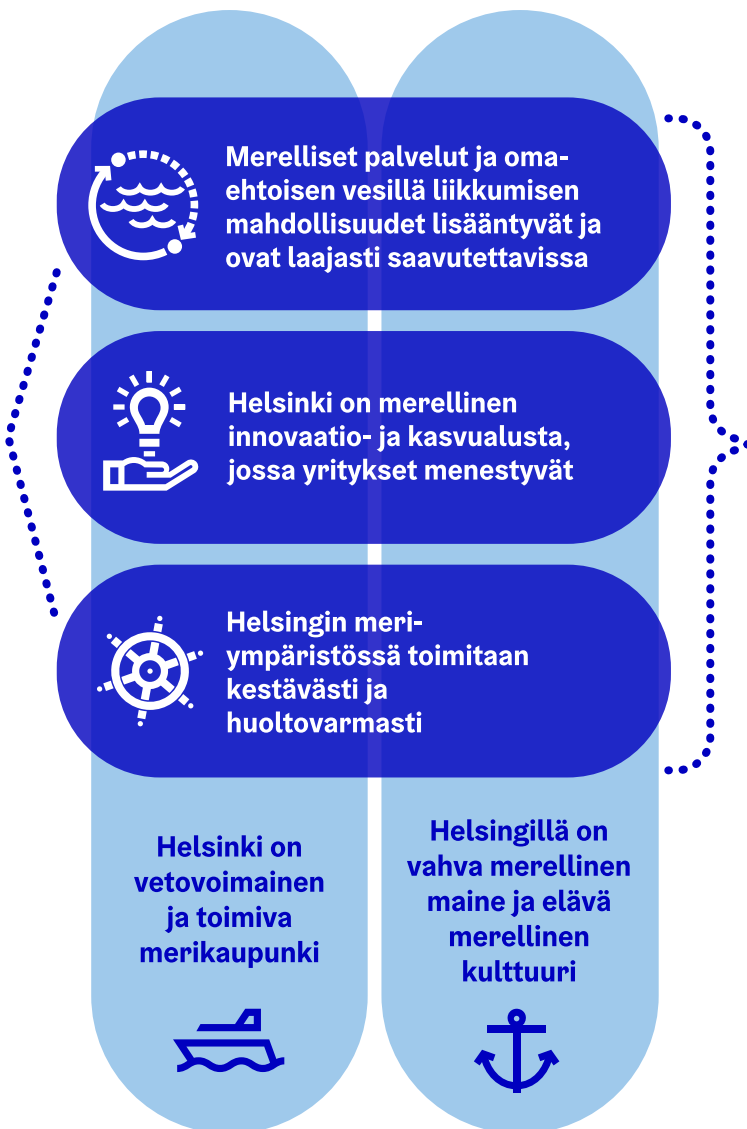 Merelliset palvelut ja oma-
ehtoisen vesillä liikkumisen
mahdollisuudet lisääntyvät ja
ovat laajasti saavutettavissa
Helsinki on merellinen
innovaatio- ja kasvualusta,
jossa yritykset menestyvät
Helsingin meri-
ympäristössä toimitaan
kestävästi ja
huoltovarmasti
Helsinki on
vetovoimainen
ja toimiva
merikaupunki
Helsingillä on
vahva merellinen
maine ja elävä
merellinen
kulttuuri